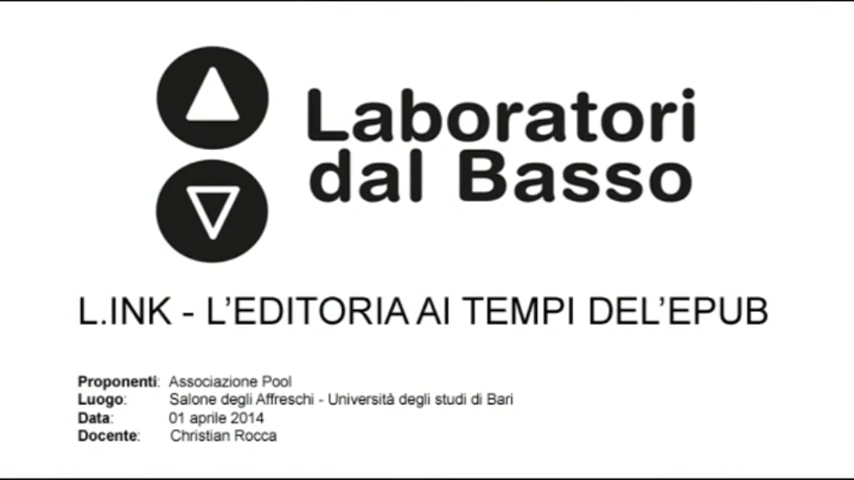 Laboratori
dal Basso
L.INK - L'EDITORIA AI TEMPI DEL'EPUB
Proponenti: Associazione Pool
Luogo: Salone degli Affreschi - Università degli studi di Bari
Data: 01 aprile 2014
Docente: Christian Rocca